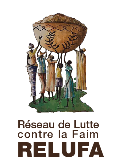 Réseau de Lutte
contre la Faim
RELUFA